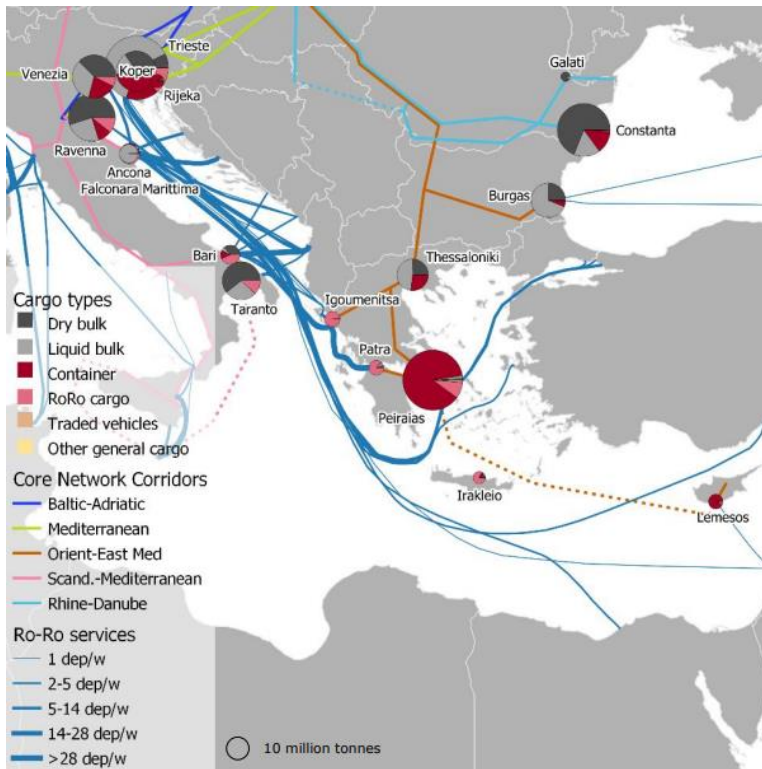 Trieste
Venezia
Koper
Rijeka
Ravenna
Ancona
Falconara Marittima
Galati
Constanta
Burgas
Bari
Taranto
Thessaloniki
Igoumenitsa
Patra
Peiraias
Irakleio
Lemesos
Cargo types
Dry bulk
Liquid bulk
Container
RoRo cargo
Traded vehicles
Other general cargo
Core Network Corridors
Baltic-Adriatic
Mediterranean
Orient-East Med
Scand.-Mediterranean
Rhine-Danube
Ro-Ro services
1 dep/w
2-5 dep/w
5-14 dep/w
14-28 dep/w
>28 dep/w
10 million tonnes